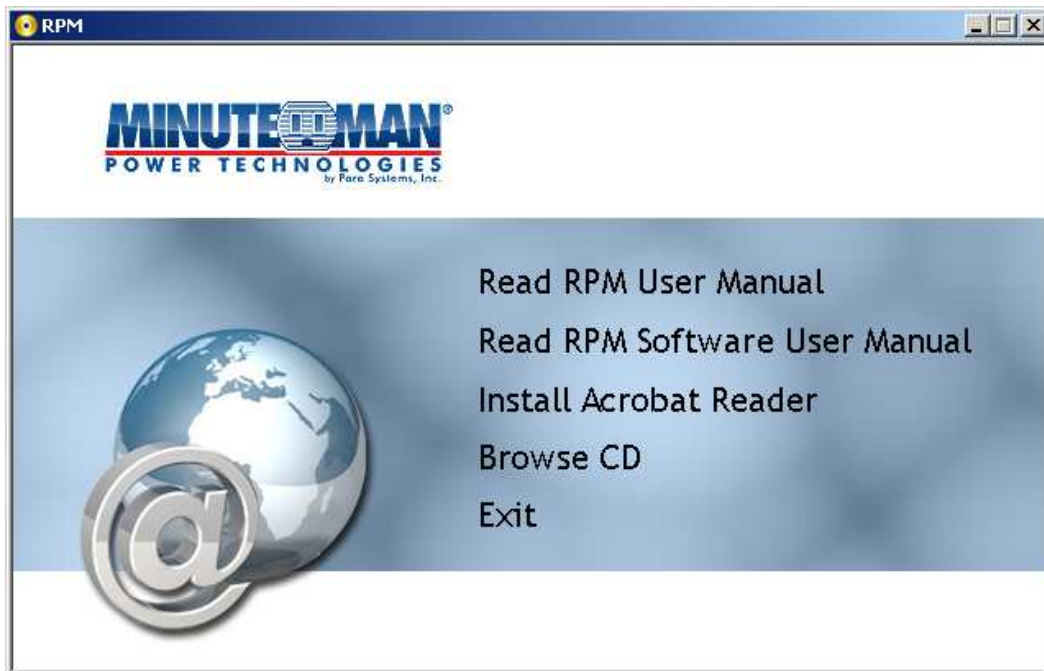 RPM
MINUTEMAN®
POWER TECHNOLOGIES
by Para Systems, Inc.
Read RPM User Manual
Read RPM Software User Manual
Install Acrobat Reader
Browse CD
Exit